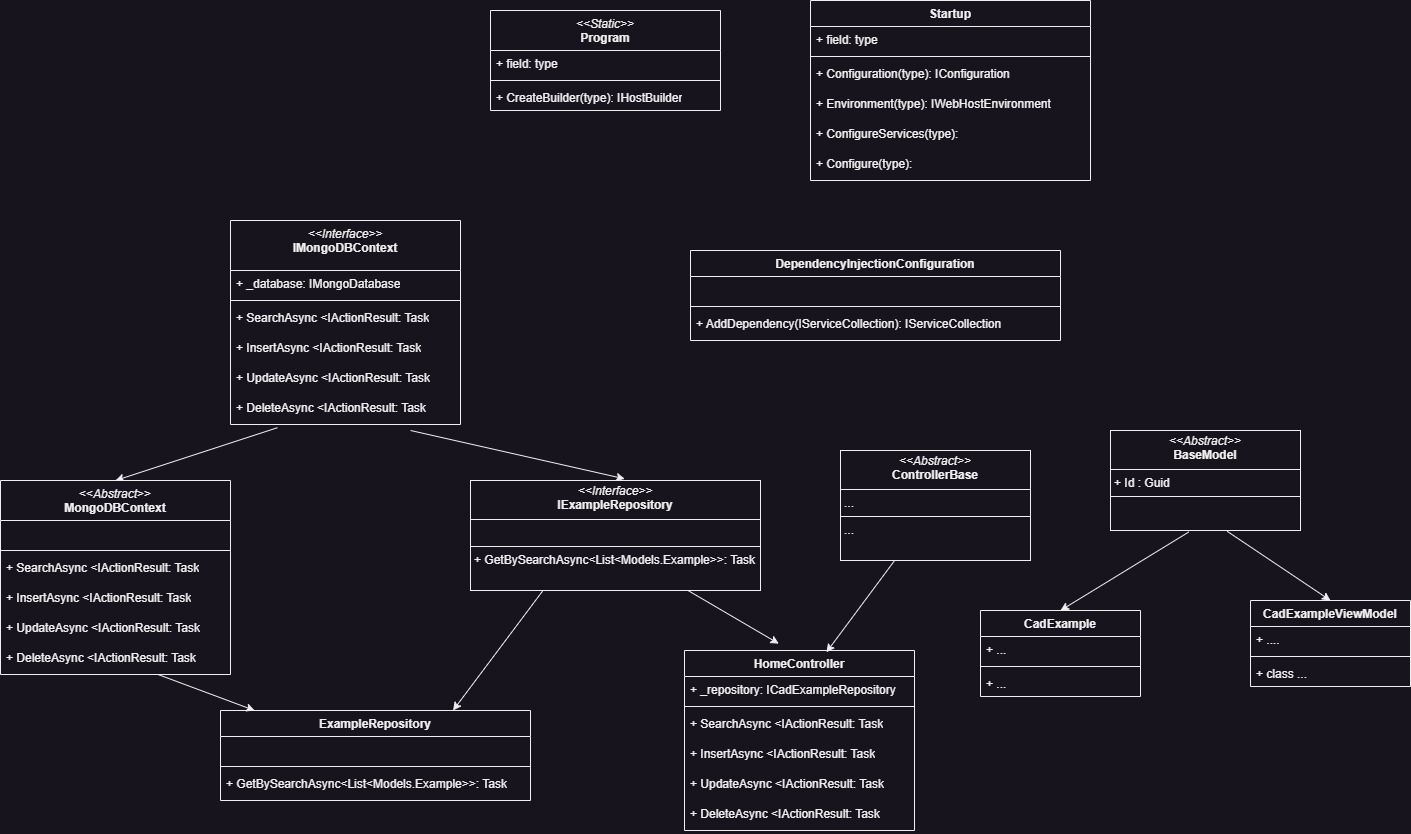 <<Static>>
Program
+ field: type
+ CreateBuilder(type): IHostBuilder
Startup
+ field: type
+ Configuration(type): IConfiguration
+ Environment(type): IWebHostEnvironment
+ ConfigureServices(type):
+ Configure(type):
<<Interface>>
IMongoDBContext
+ _database: IMongoDatabase
+ SearchAsync <IActionResult: Task
+ InsertAsync <IActionResult: Task
+ UpdateAsync <IActionResult: Task
+ DeleteAsync <IActionResult: Task
DependencyInjectionConfiguration
+ AddDependency(IServiceCollection): IServiceCollection
<<Abstract>>
MongoDBContext
+ SearchAsync <IActionResult: Task
+ InsertAsync <IActionResult: Task
+ UpdateAsync <IActionResult: Task
+ DeleteAsync <IActionResult: Task
<<Interface>>
IExampleRepository
+ GetBySearchAsync<List<Models.Example>>: Task
<<Abstract>>
ControllerBase
...
...
<<Abstract>>
BaseModel
+ Id : Guid
CadExample
+ ...
+ ...
CadExampleViewModel
+ ....
+ class ...
ExampleRepository
+ GetBySearchAsync<List<Models.Example>>: Task
HomeController
+ _repository: ICadExampleRepository
+ SearchAsync <IActionResult: Task
+ InsertAsync <IActionResult: Task
+ UpdateAsync <IActionResult: Task
+ DeleteAsync <IActionResult: Task